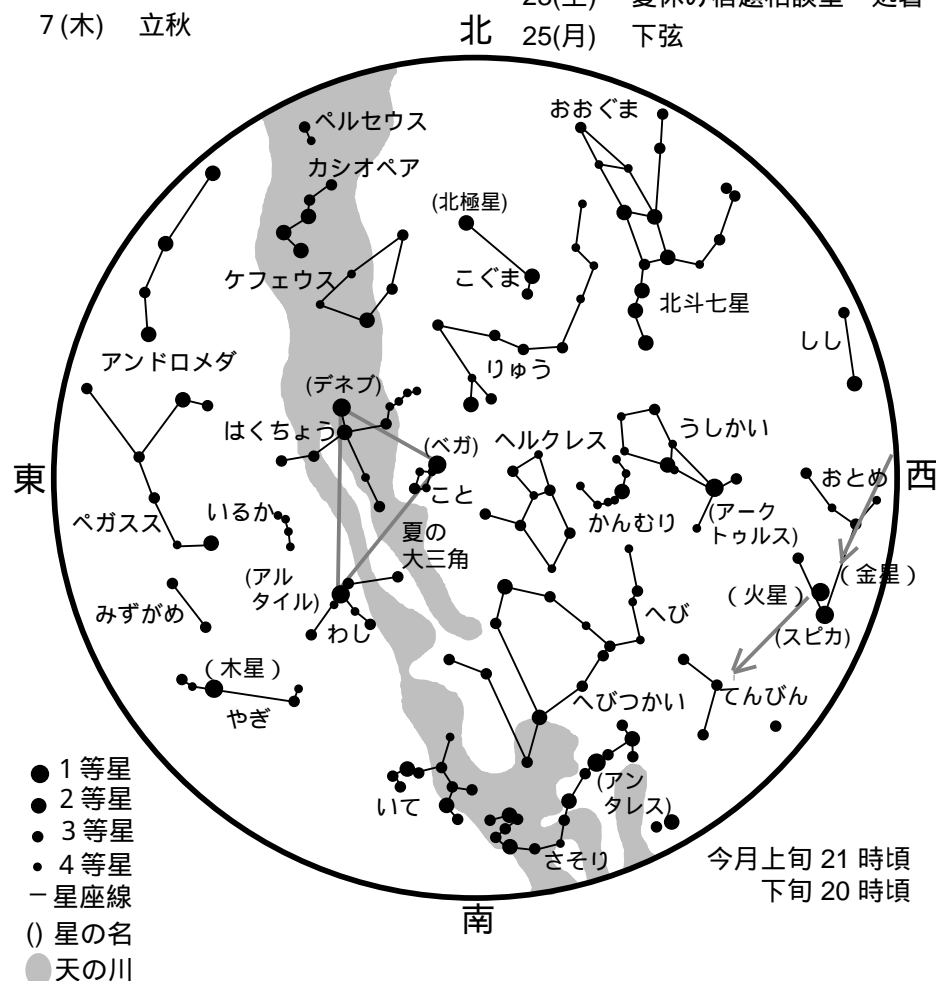 7(木) 立秋
25(月) 下弦
北
ペルセウス
おおぐま
カシオペア
(北極星)
ケフェウス
こぐま
北斗七星
しし
アンドロメダ
りゅう
(デネブ)
はくちょう
(ベガ)
ヘルクレス
うしかい
東
西
こと
おとめ
ペガスス
いるか
かんむり
(アーク
トゥルス)
夏の
大三角
(アル
タイル)
(金星)
(火星)
みずがめ
わし
へび
(スピカ)
(木星)
やぎ
へびつかい
てんびん
(アン
タレス)
いて
さそり
1等星
2等星
3等星
4等星
星座線
() 星の名
天の川
今月上旬 21 時頃
下旬 20 時頃
南